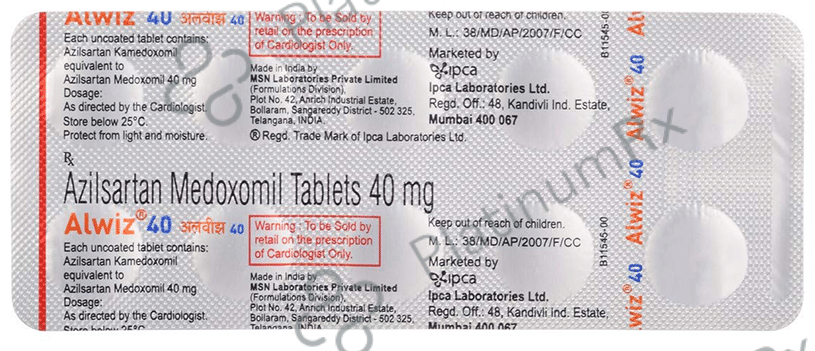 Alwiz 40 अलवीझ 40
Each uncoated tablet contains:
Azilsartan Kamedoxomil
equivalent to
Azilsartan Medoxomil 40 mg
Dosage:
As directed by the Cardiologist.
Store below 25°C.
Protect from light and moisture.
Warning : To be Sold by
retail on the prescription
of Cardiologist Only.
Made in India by
MSN Laboratories Private Limited
(Formulations Division),
Plot No. 42, Anrich Industrial Estate,
Bollaram, Sangareddy District - 502 325,
Telangana, INDIA.
® Regd. Trade Mark of Ipca Laboratories Ltd.
Keep out of reach of children.
M. L.: 38/MD/AP/2007/F/CC
Marketed by
ipca
Ipca Laboratories Ltd.
Regd. Off.: 48, Kandivli Ind. Estate,
Mumbai 400 067
B11545-00
Alwiz® 40
Rx
Azilsartan Medoxomil Tablets 40 mg
Alwiz® 40 अलवीझ 40
Each uncoated tablet contains:
Azilsartan Kamedoxomil
equivalent to
Azilsartan Medoxomil 40 mg
Dosage:
As directed by the Cardiologist.
Store below 25°C.
Warning : To be Sold by
retail on the prescription
of Cardiologist Only.
Made in India by
MSN Laboratories Private Limited
(Formulations Division),
Plot No. 42, Anrich Industrial Estate,
Bollaram, Sangareddy District - 502 325,
Telangana, INDIA.
Keep out of reach of children.
M. L.: 38/MD/AP/2007/F/CC
Marketed by
ipca
Ipca Laboratories Ltd.
Regd. Off.: 48, Kandivli Ind. Estate,
Mumbai 400 067
B11545-00
Alwiz® 40
Alwiz® 40
PlatinumRx